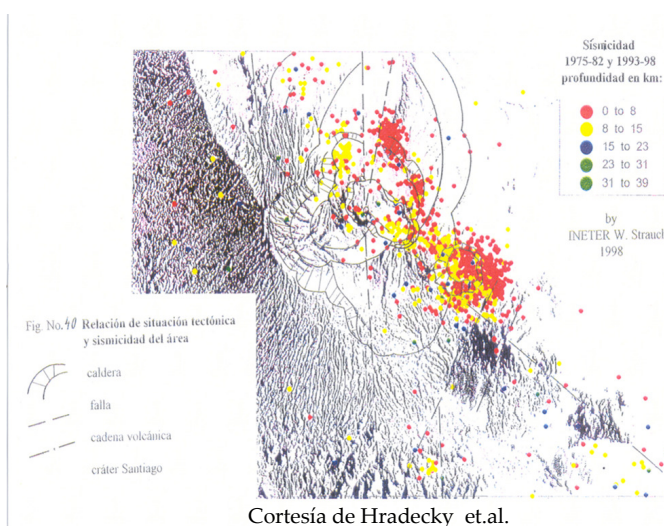 Sísmicidad
1975-82 y 1993-98
profundidad en km:
0 to 8
8 to 15
15 to 23
23 to 31
31 to 39
by
INETER W. Strauch
1998
Fig. No. 40 Relación de situación tectónica
y sismicidad del área
caldera
falla
cadena volcánica
cráter Santiago
Cortesía de Hradecky et.al.